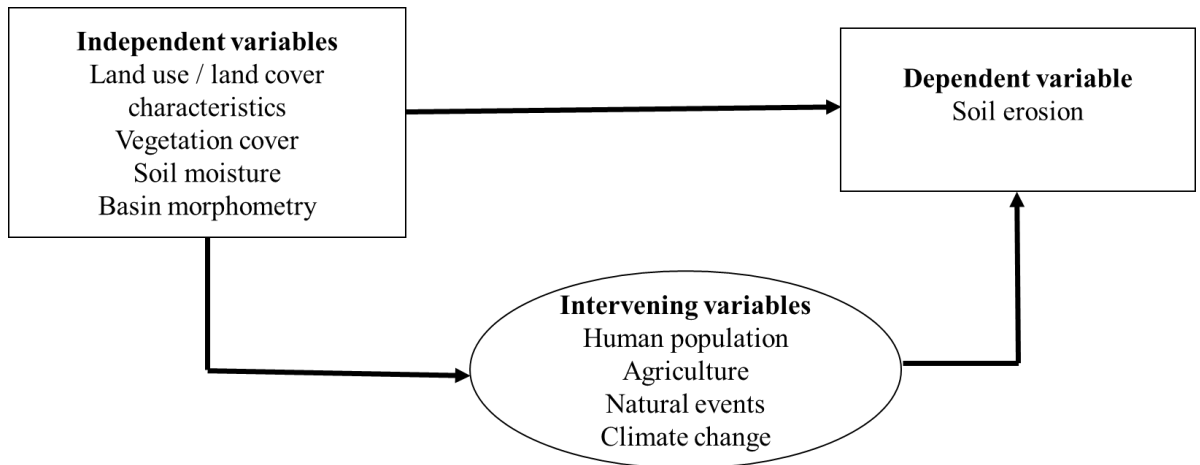 Independent variables
Land use / land cover
characteristics
Vegetation cover
Soil moisture
Basin morphometry
Dependent variable
Soil erosion
Intervening variables
Human population
Agriculture
Natural events
Climate change